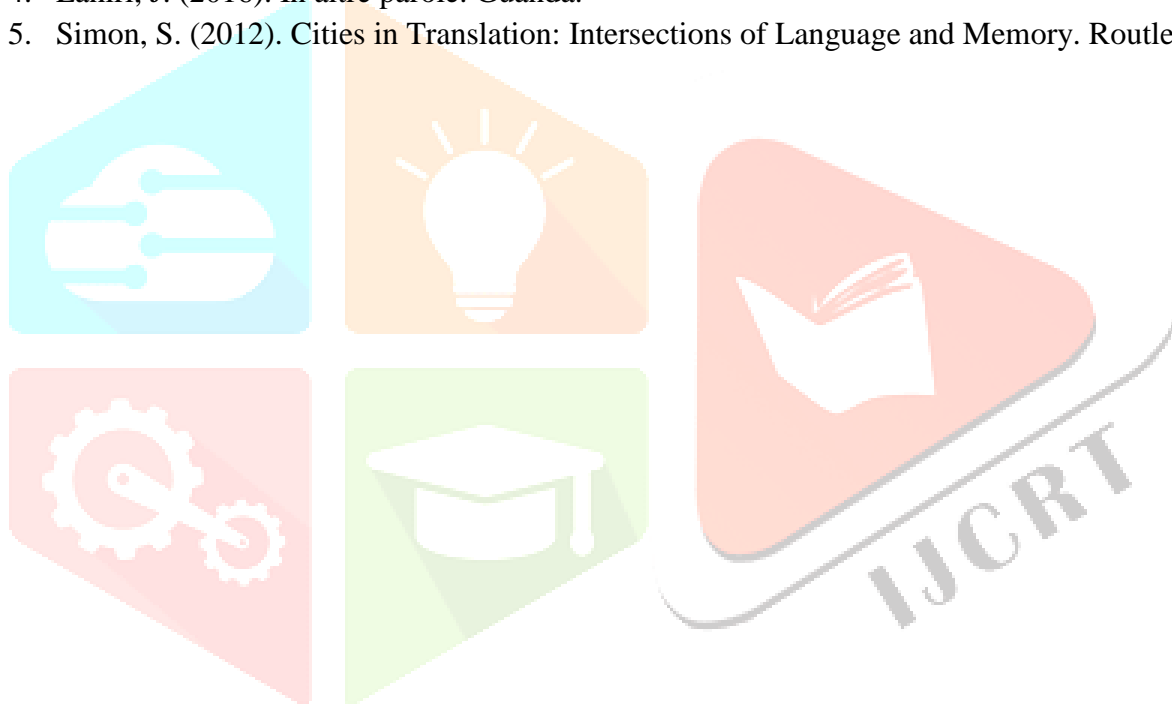 5. Simon, S. (2012). Cities in Translation: Intersections of Language and Memory. Routle
IJCRT